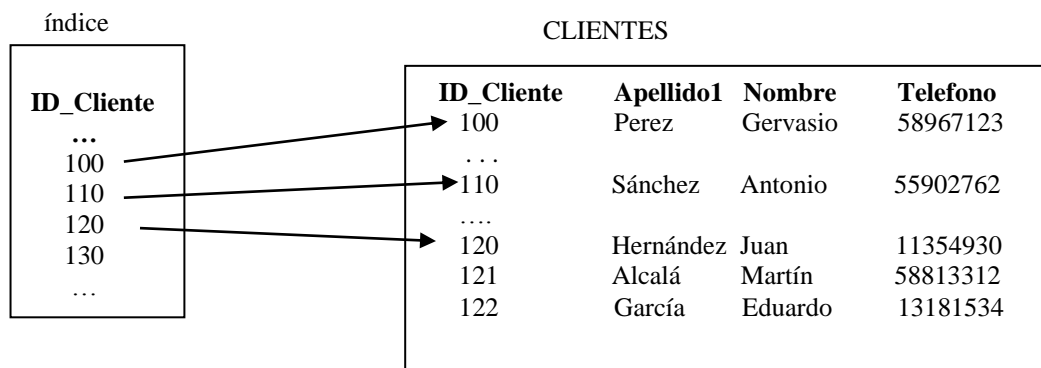 índice
CLIENTES
ID_Cliente
...
100
110
120
130
...
ID_Cliente Apellido1 Nombre Telefono
100 Perez Gervasio 58967123
...
110 Sánchez Antonio 55902762
....
120 Hernández Juan 11354930
121 Alcalá Martín 58813312
122 García Eduardo 13181534